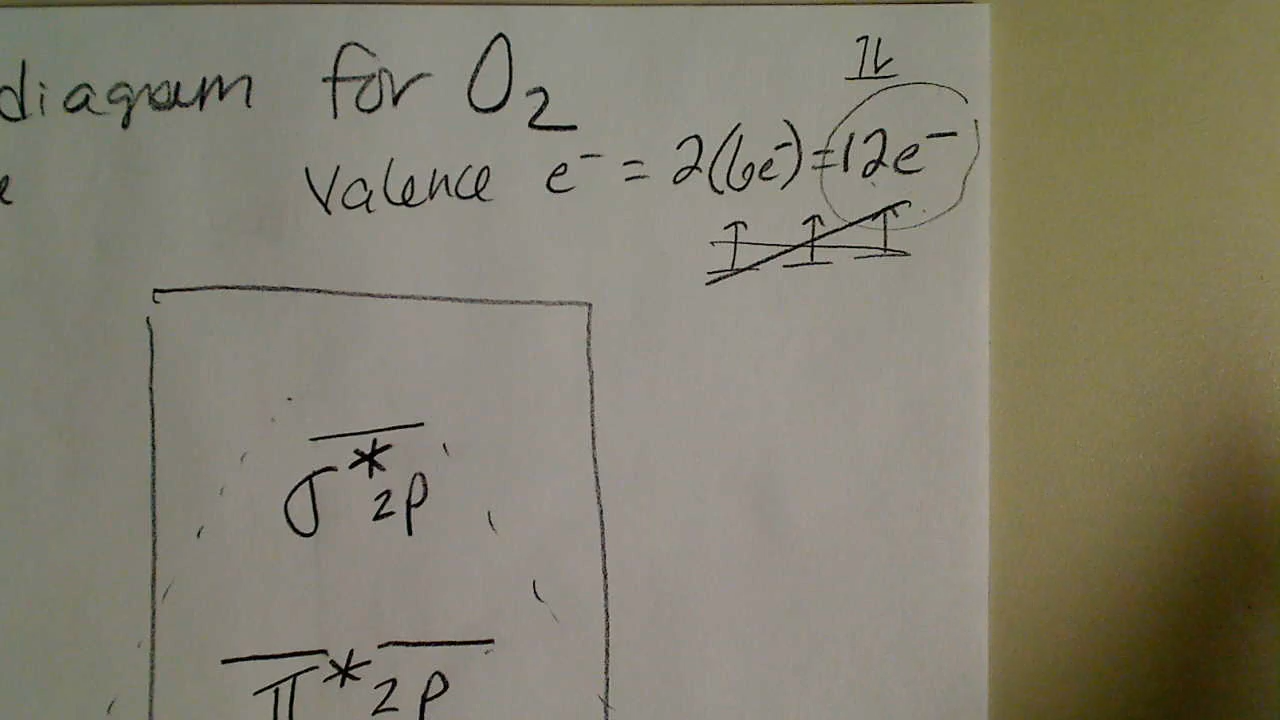 diagram for O₂
e valence e⁻ = 2(6e⁻) = 12e⁻
σ*2p
π*2p